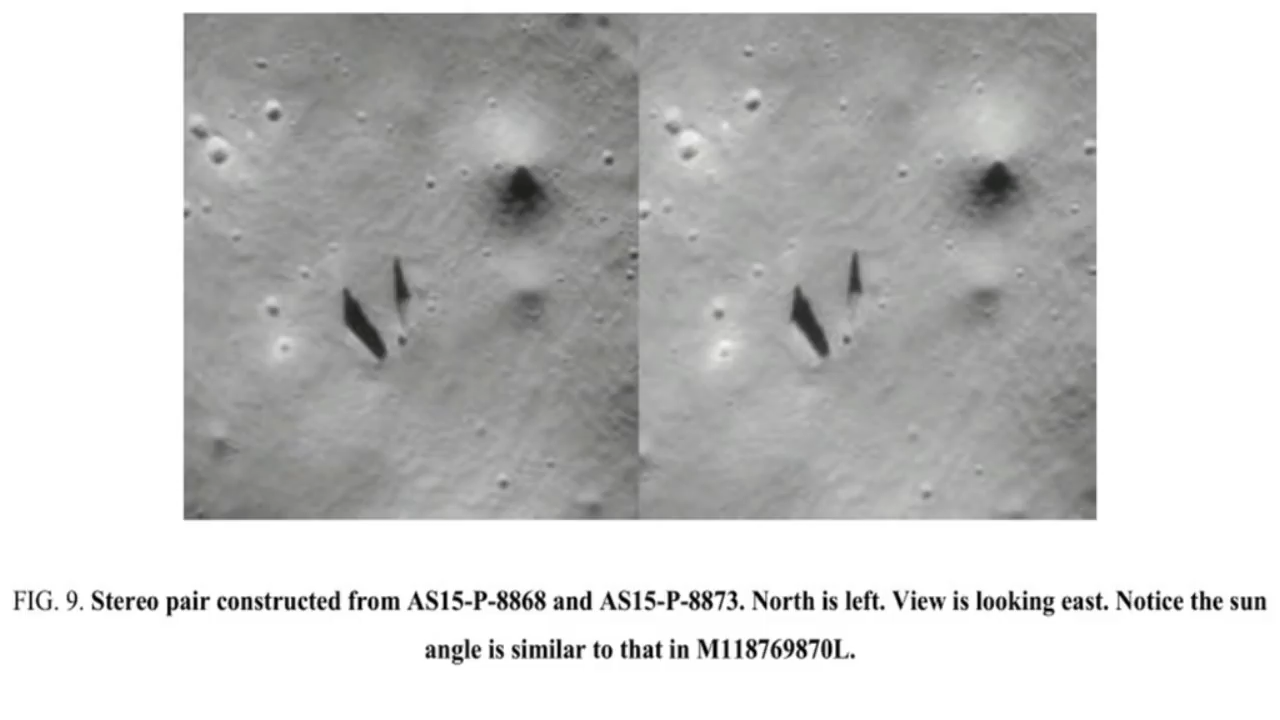 FIG. 9. Stereo pair constructed from AS15-P-8868 and AS15-P-8873. North is left. View is looking east. Notice the sun
angle is similar to that in M118769870L.